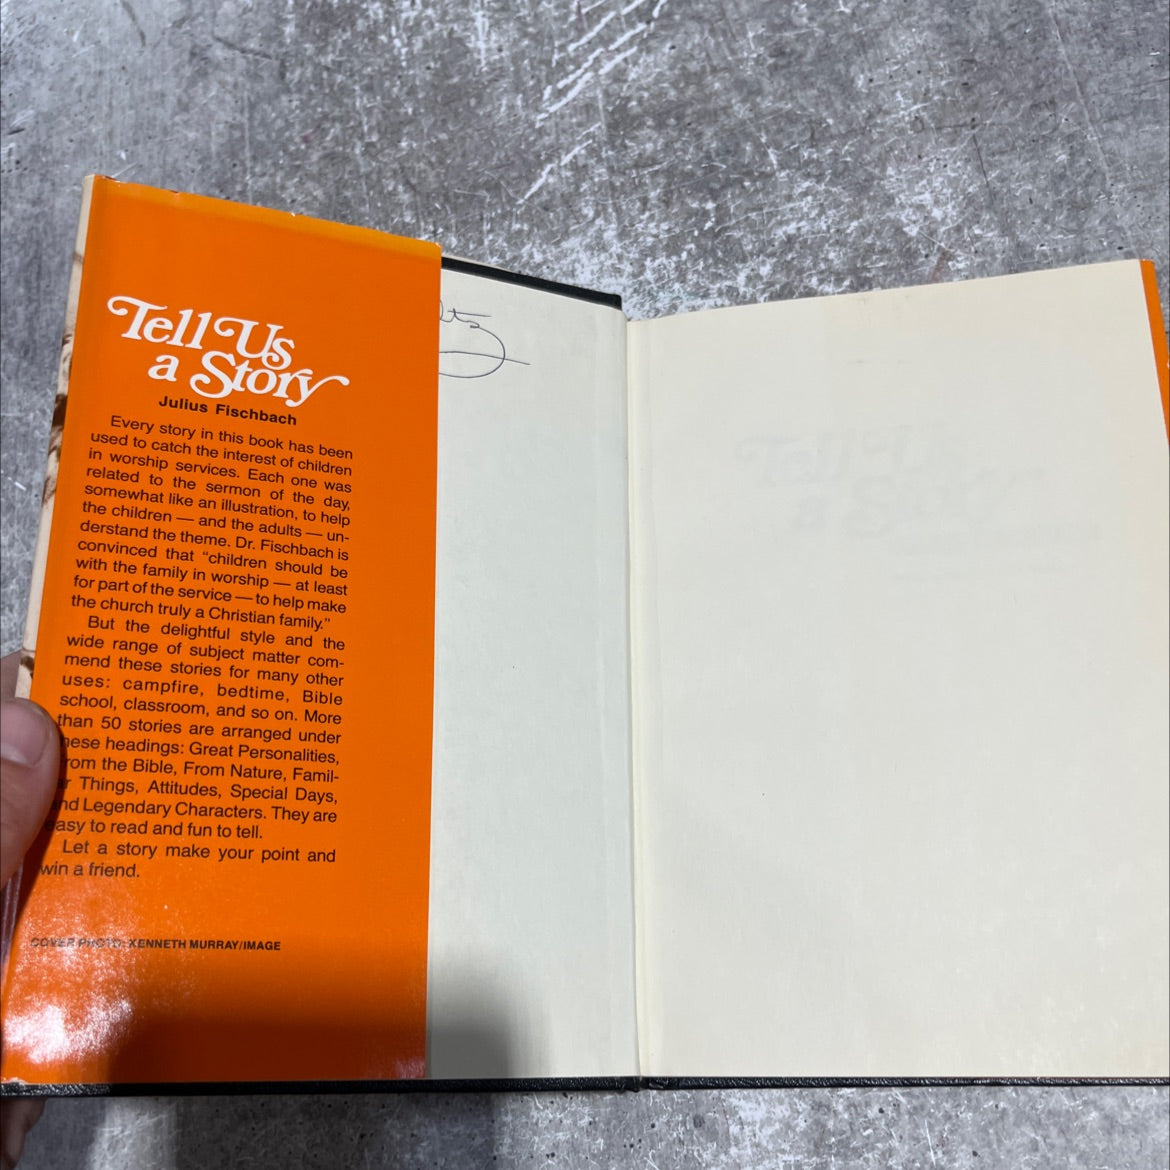 Tell Us
a Story
Julius Fischbach
Every story in this book has been
used to catch the interest of children
in worship services. Each one was
related to the sermon of the day,
somewhat like an illustration, to help
the children — and the adults — un-
derstand the theme. Dr. Fischbach is
convinced that "children should be
with the family in worship — at least
for part of the service — to help make
the church truly a Christian family."
But the delightful style and the
wide range of subject matter com-
mend these stories for many other
uses: campfire, bedtime, Bible
school, classroom, and so on. More
than 50 stories are arranged under
hese headings: Great Personalities,
rom the Bible, From Nature, Famil-
ar Things, Attitudes, Special Days,
nd Legendary Characters. They are
easy to read and fun to tell.
Let a story make your point and
win a friend.
COVER PHOTO: KENNETH MURRAY/IMAGE